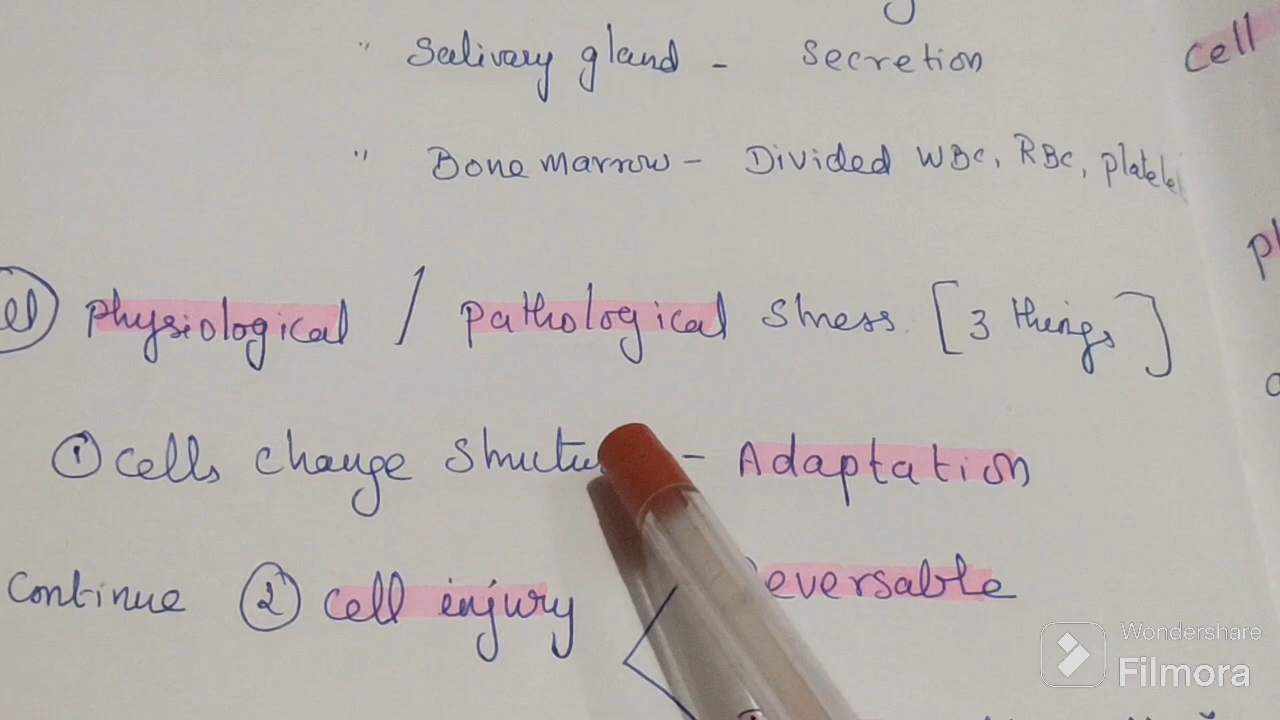 " Salivary gland - Secretion
cell
" Bone marrow - Divided WBC, RBC, platele
physiological / pathological stress [3 things]
① cells change structu - Adaptation
Continue ② cell injury eversable
Wondershare
Filmora